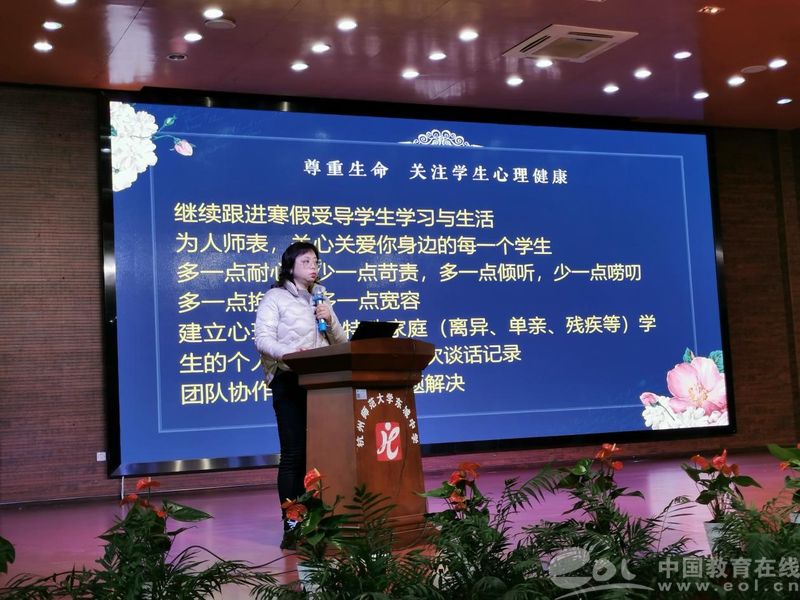 尊重生命 关注学生心理健康
继续跟进寒假受导学生学习与生活
为人师表，关心关爱你身边的每一个学生
多一点耐心 少一点苛责，多一点倾听，少一点唠叨
多一点 多一点宽容
建立心 特 家庭（离异、单亲、残疾等）学
生的个人 次谈话记录
团队协作 题解决
杭州师范大学东城中学
中国教育在线
www.eol.cn